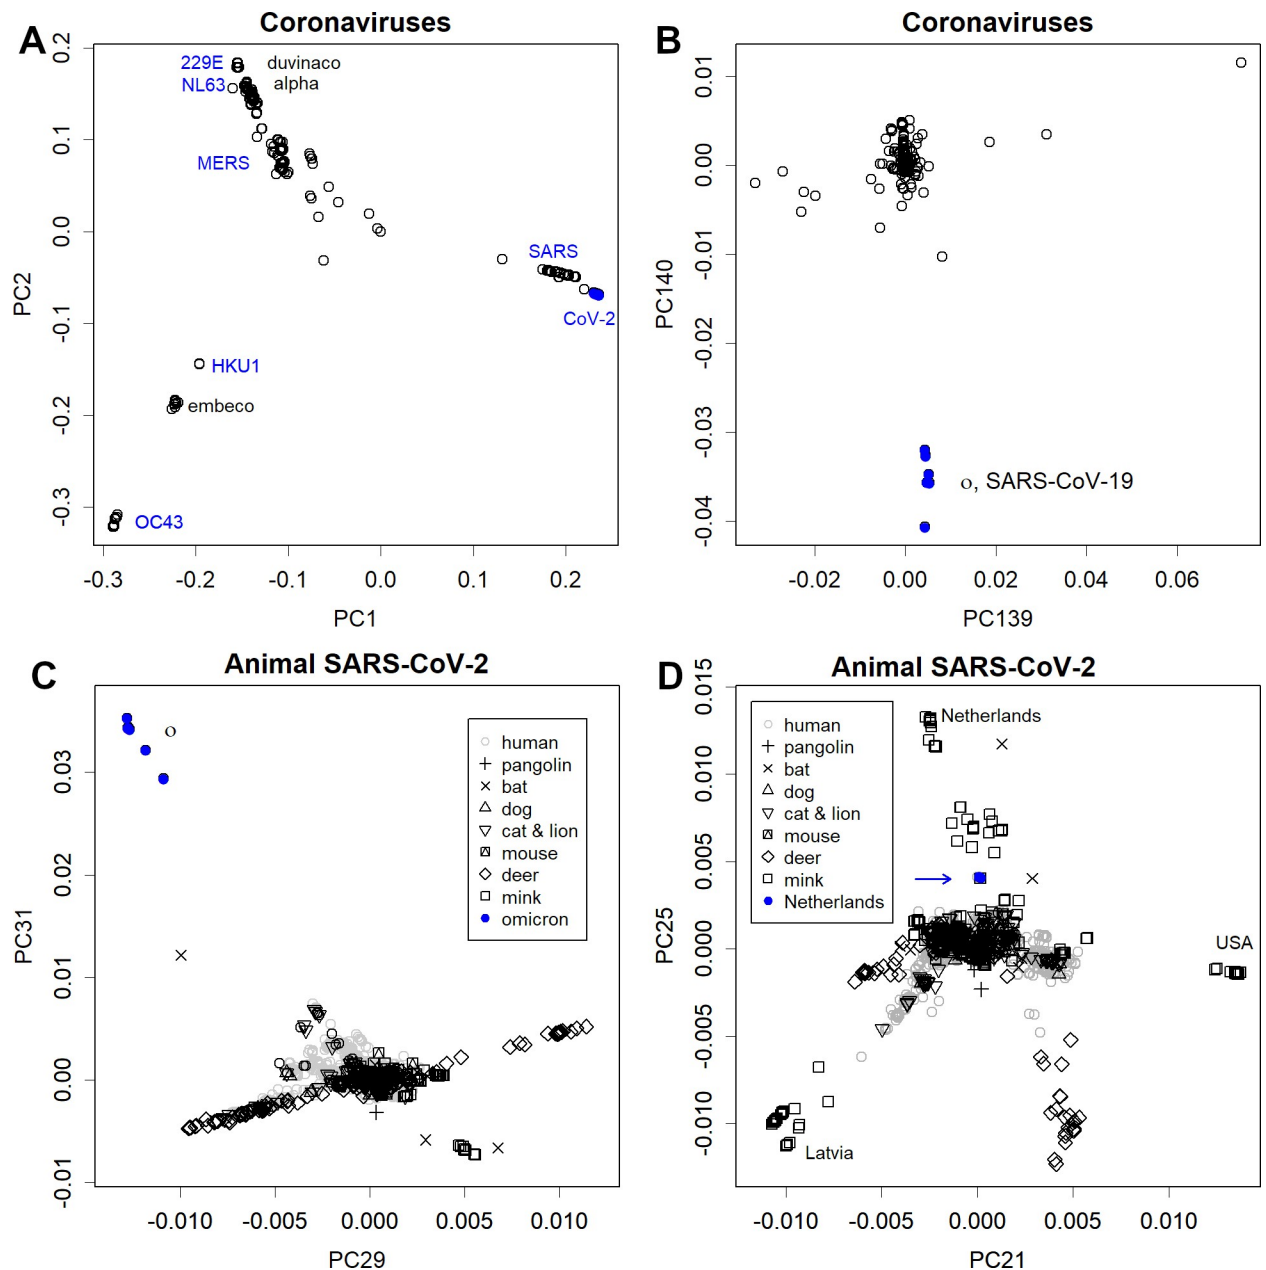 A
Coronaviruses
0.2
0.1
0.0
-0.1
-0.2
-0.3
PC2
229E
duvinaco
NL63
alpha
MERS
SARS
CoV-2
HKU1
embeco
OC43
-0.3
-0.2
-0.1
0.0
0.1
0.2
PC1
B
Coronaviruses
0.01
0.00
-0.01
-0.02
-0.03
-0.04
PC140
ο, SARS-CoV-19
-0.02
0.00
0.02
0.04
0.06
PC139
C
Animal SARS-CoV-2
0.03
0.02
0.01
0.00
-0.01
PC31
ο
human
pangolin
bat
dog
cat & lion
mouse
deer
mink
omicron
-0.010
-0.005
0.000
0.005
0.010
PC29
D
Animal SARS-CoV-2
0.015
0.010
0.005
0.000
-0.005
-0.010
PC25
human
pangolin
bat
dog
cat & lion
mouse
deer
mink
Netherlands
Netherlands
USA
Latvia
-0.010
-0.005
0.000
0.005
0.010
PC21